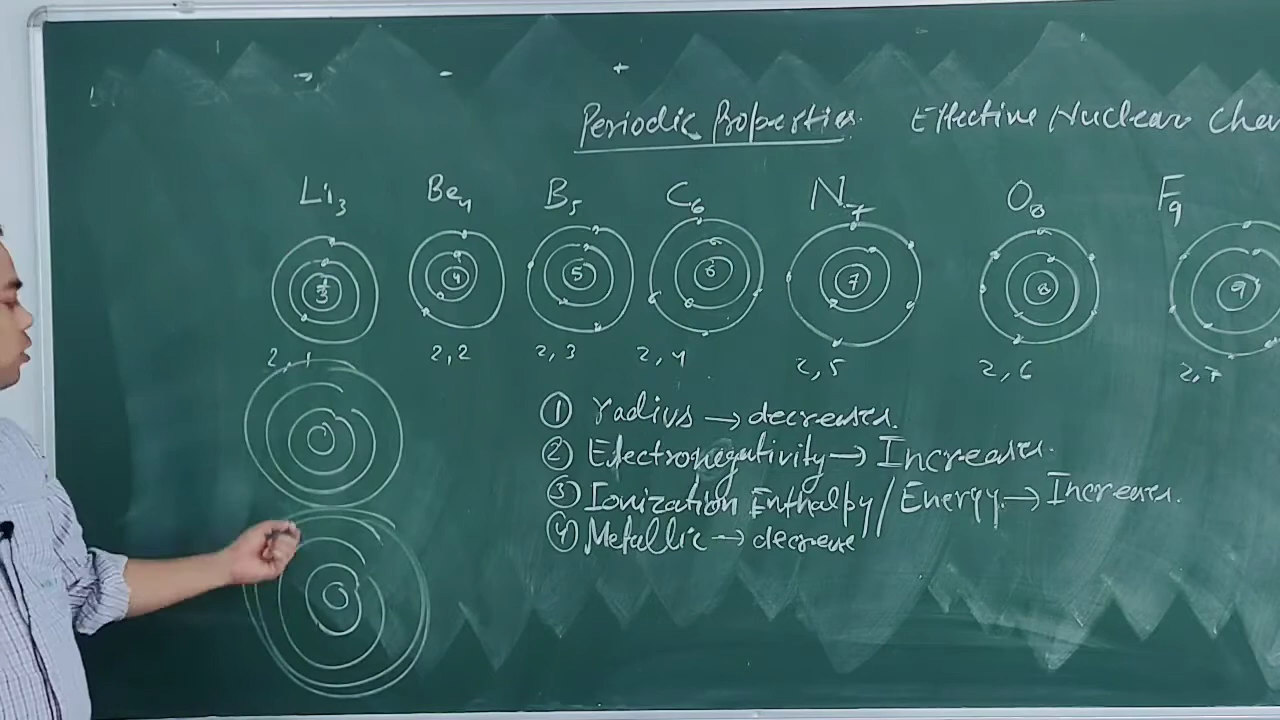 Periodic Properties. Effective Nuclear Char
Li3 Be4 B5 C6 N7 O8 F9
3 4 5 6 7 8 9
2,1 2,2 2,3 2,4 2,5 2,6 2,7
① radius → decreases.
② Electronegativity → Increases.
③ Ionization Enthalpy/Energy. → Increases.
④ Metallic → decrease